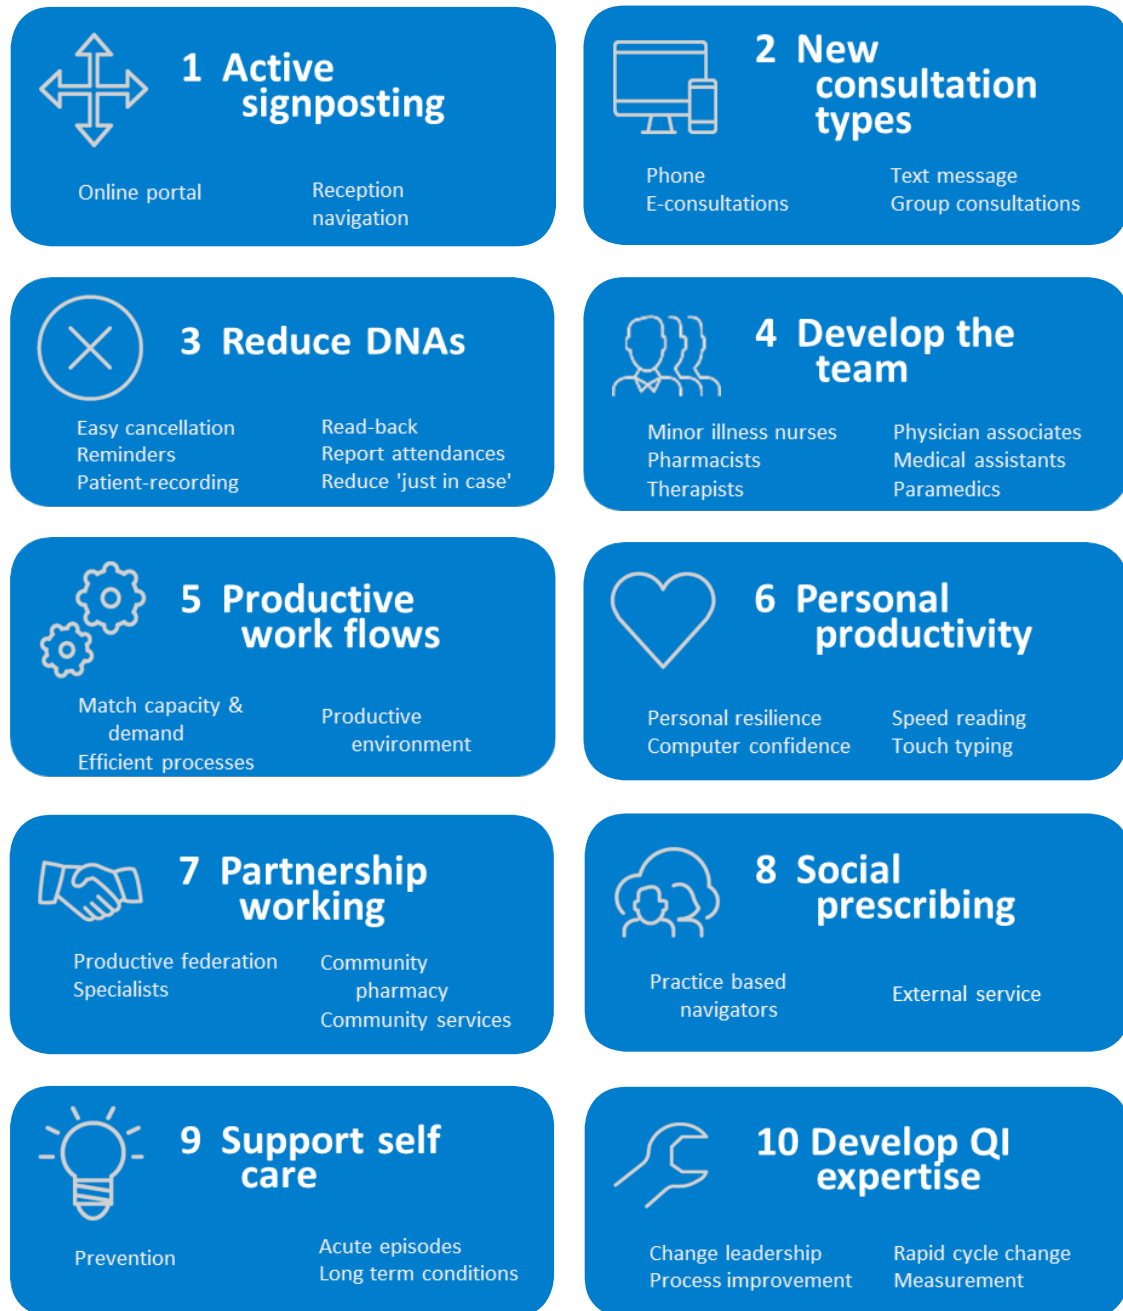 1 Active
signposting
Online portal
Reception
navigation
2 New
consultation
types
Phone
E-consultations
Text message
Group consultations
3 Reduce DNAs
Easy cancellation
Reminders
Patient-recording
Read-back
Report attendances
Reduce 'just in case'
4 Develop the
team
Minor illness nurses
Pharmacists
Therapists
Physician associates
Medical assistants
Paramedics
5 Productive
work flows
Match capacity &
demand
Efficient processes
Productive
environment
6 Personal
productivity
Personal resilience
Computer confidence
Speed reading
Touch typing
7 Partnership
working
Productive federation
Specialists
Community
pharmacy
Community services
8 Social
prescribing
Practice based
navigators
External service
9 Support self
care
Prevention
Acute episodes
Long term conditions
10 Develop QI
expertise
Change leadership
Process improvement
Rapid cycle change
Measurement